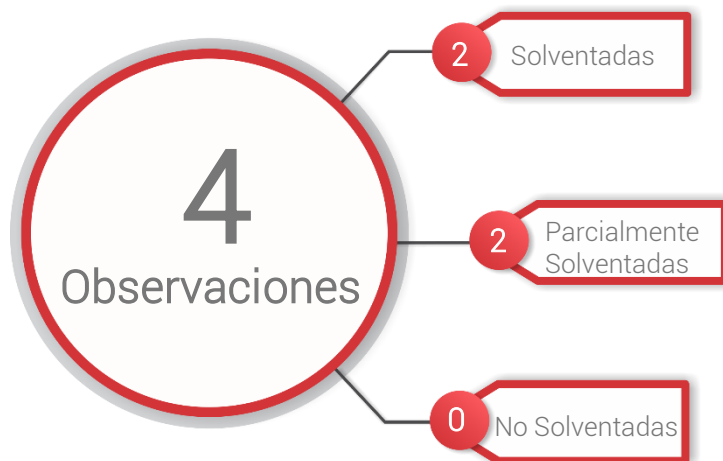 4
Observaciones
2
Solventadas
2
Parcialmente
Solventadas
0
No Solventadas